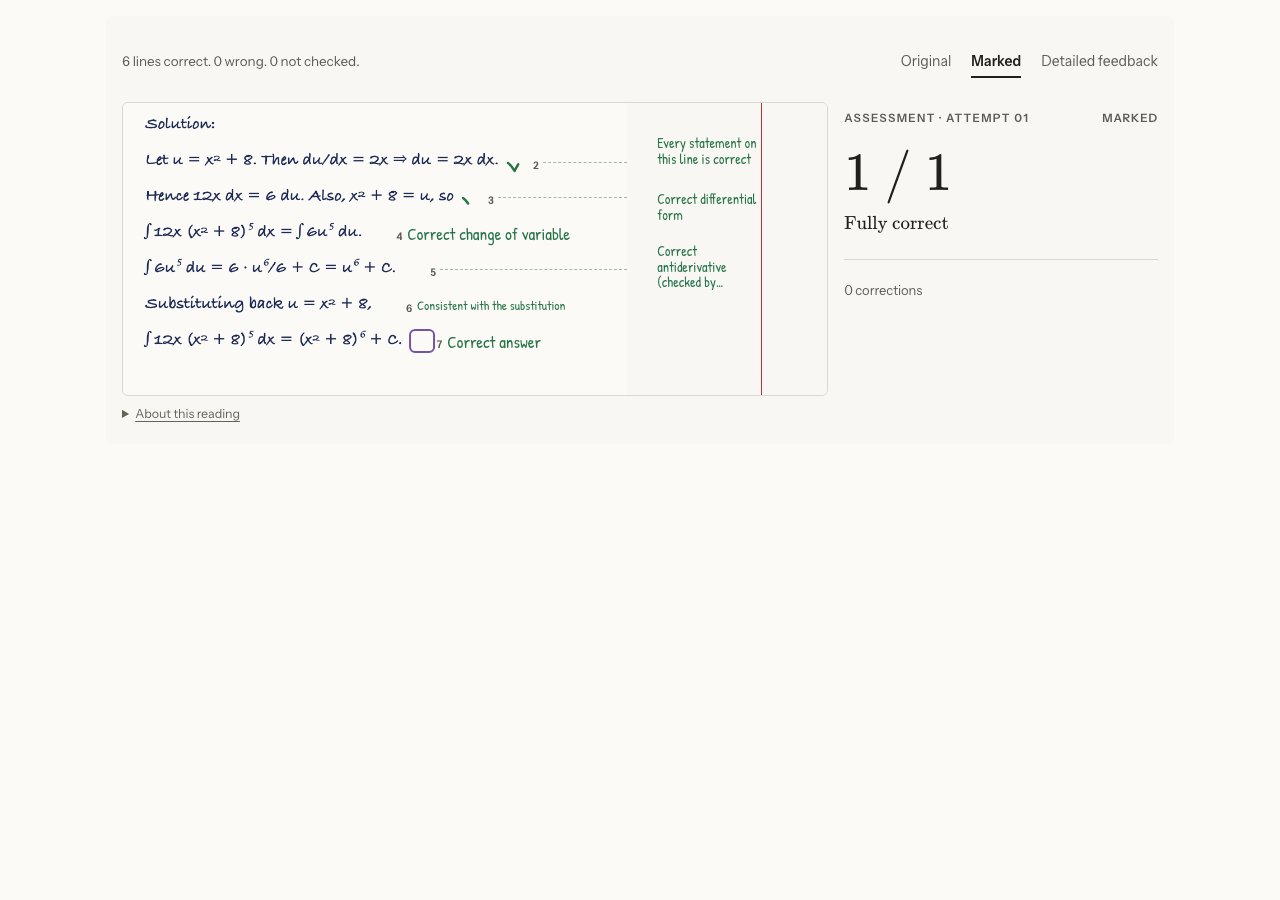 6 lines correct. 0 wrong. 0 not checked.
Original Marked Detailed feedback
Solution:
Let u = x² + 8. Then du/dx = 2x ⇒ du = 2x dx. 2
Every statement on
this line is correct
Hence 12x dx = 6 du. Also, x² + 8 = u, so 3
Correct differential
form
∫12x (x² + 8)⁵ dx = ∫6u⁵ du. 4 Correct change of variable
∫6u⁵ du = 6 · u⁶/6 + C = u⁶ + C. 5
Correct
antiderivative
(checked by…
Substituting back u = x² + 8, 6 Consistent with the substitution
∫12x (x² + 8)⁵ dx = (x² + 8)⁶ + C. 7 Correct answer
About this reading
ASSESSMENT · ATTEMPT 01 MARKED
1 / 1
Fully correct
0 corrections